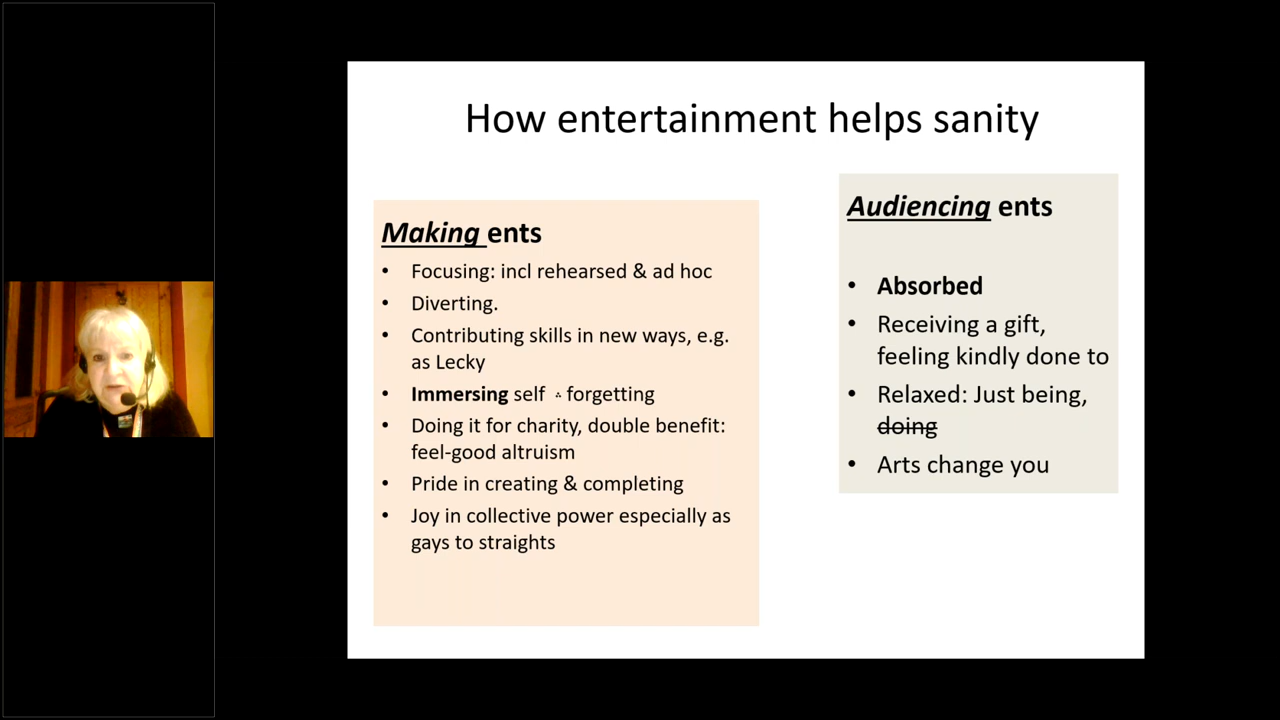 How entertainment helps sanity
Making ents
• Focusing: incl rehearsed & ad hoc
• Diverting.
• Contributing skills in new ways, e.g.
as Lecky
• Immersing self ∴ forgetting
• Doing it for charity, double benefit:
feel-good altruism
• Pride in creating & completing
• Joy in collective power especially as
gays to straights
Audiencing ents
• Absorbed
• Receiving a gift,
feeling kindly done to
• Relaxed: Just being,
doing
• Arts change you